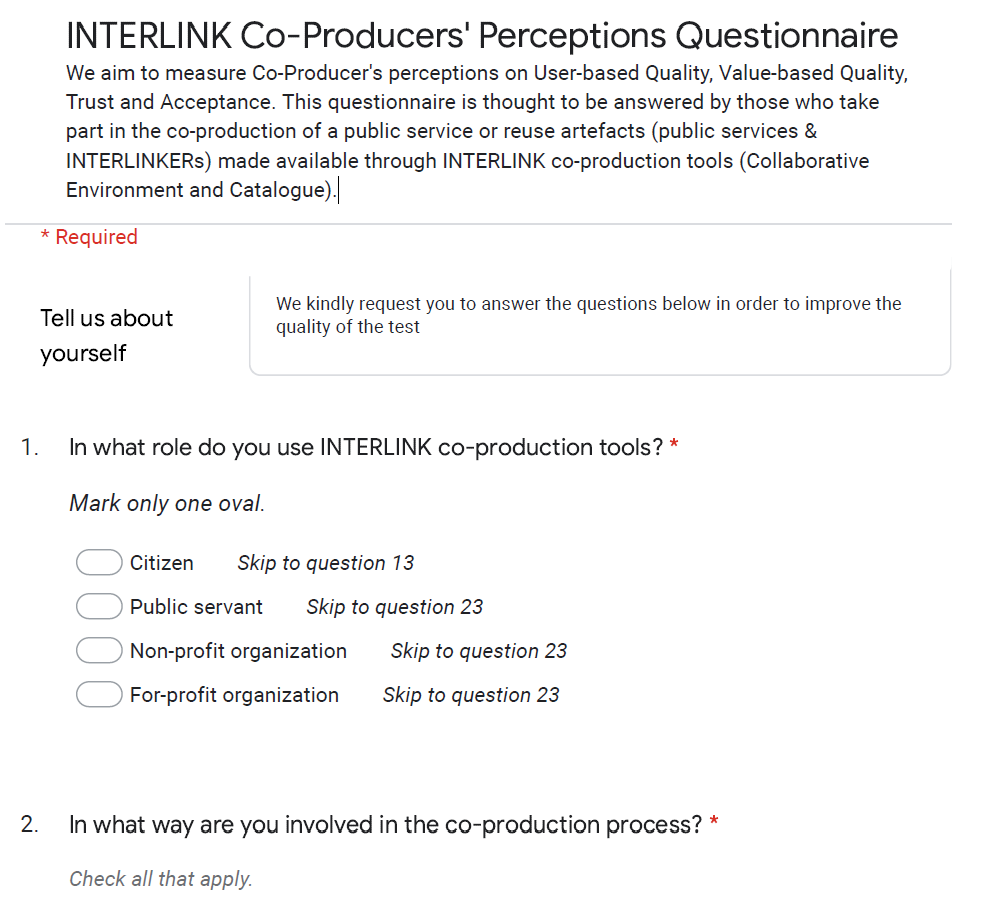 INTERLINK Co-Producers' Perceptions Questionnaire
We aim to measure Co-Producer's perceptions on User-based Quality, Value-based Quality,
Trust and Acceptance. This questionnaire is thought to be answered by those who take
part in the co-production of a public service or reuse artefacts (public services &
INTERLINKERs) made available through INTERLINK co-production tools (Collaborative
Environment and Catalogue).
* Required
Tell us about
yourself
We kindly request you to answer the questions below in order to improve the
quality of the test
1. In what role do you use INTERLINK co-production tools? *
Mark only one oval.
Citizen Skip to question 13
Public servant Skip to question 23
Non-profit organization Skip to question 23
For-profit organization Skip to question 23
2. In what way are you involved in the co-production process? *
Check all that apply.